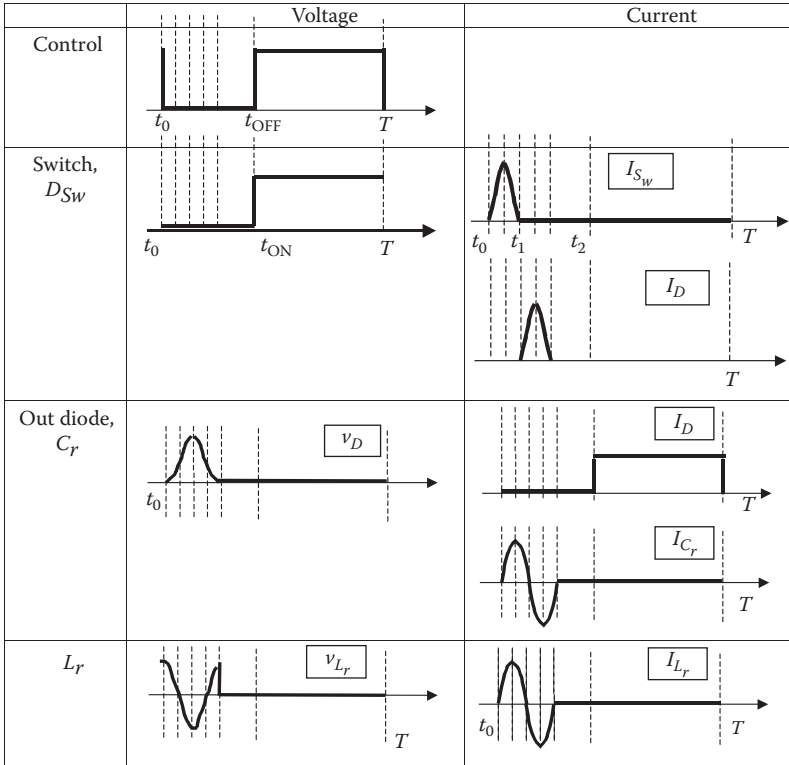 Voltage Current
Control
t0 tOFF T
Switch,
DSw
t0 tON T
ISw
t0 t1 t2 T
ID
T
Out diode,
Cr
vD
t0
ID
T
ICr
T
Lr
vLr
T
ILr
t0 T